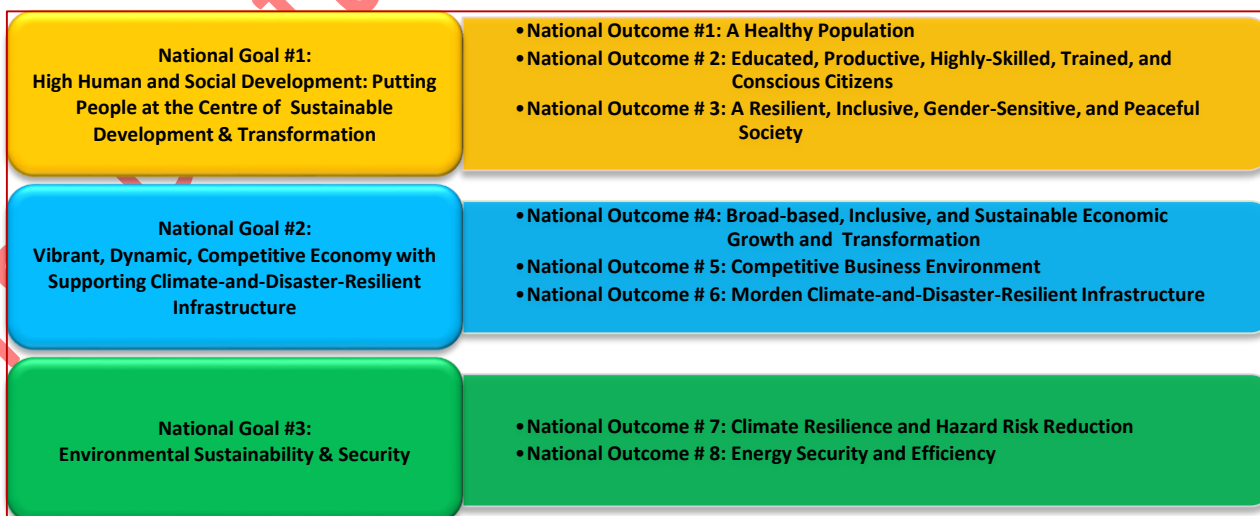 National Goal #1:
High Human and Social Development: Putting
People at the Centre of Sustainable
Development & Transformation
•National Outcome #1: A Healthy Population
•National Outcome # 2: Educated, Productive, Highly-Skilled, Trained, and
Conscious Citizens
•National Outcome # 3: A Resilient, Inclusive, Gender-Sensitive, and Peaceful
Society
National Goal #2:
Vibrant, Dynamic, Competitive Economy with
Supporting Climate-and-Disaster-Resilient
Infrastructure
•National Outcome #4: Broad-based, Inclusive, and Sustainable Economic
Growth and Transformation
•National Outcome # 5: Competitive Business Environment
•National Outcome # 6: Morden Climate-and-Disaster-Resilient Infrastructure
National Goal #3:
Environmental Sustainability & Security
•National Outcome # 7: Climate Resilience and Hazard Risk Reduction
•National Outcome # 8: Energy Security and Efficiency